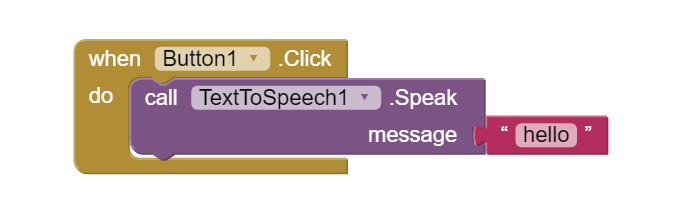 when Button1 .Click
do call TextToSpeech1 .Speak
message “ hello ”